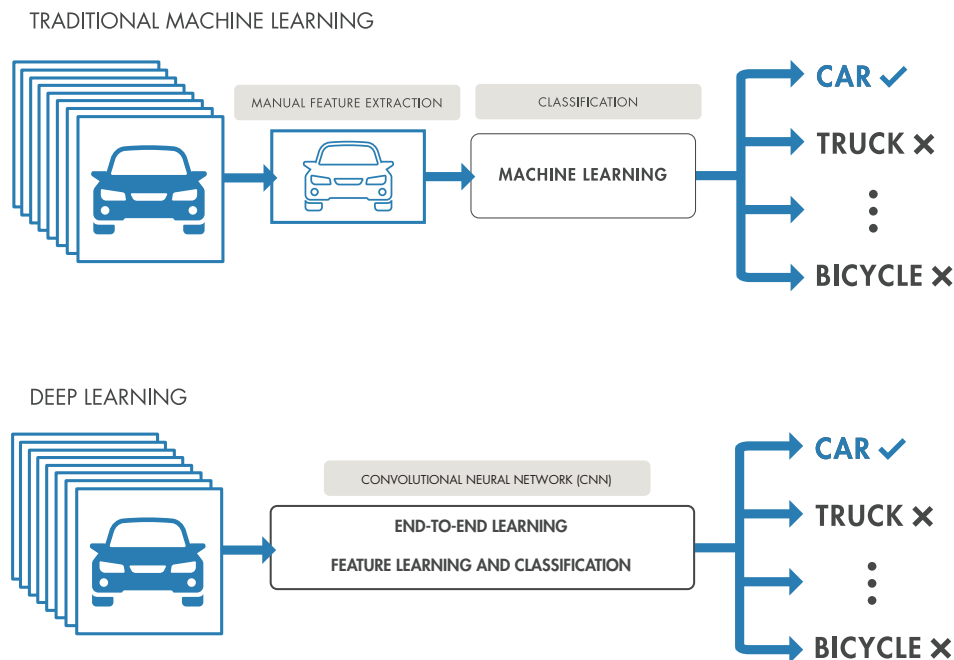 TRADITIONAL MACHINE LEARNING
MANUAL FEATURE EXTRACTION
CLASSIFICATION
MACHINE LEARNING
CAR ✓
TRUCK ✕
⋮
BICYCLE ✕
DEEP LEARNING
CONVOLUTIONAL NEURAL NETWORK (CNN)
END-TO-END LEARNING
FEATURE LEARNING AND CLASSIFICATION
CAR ✓
TRUCK ✕
⋮
BICYCLE ✕